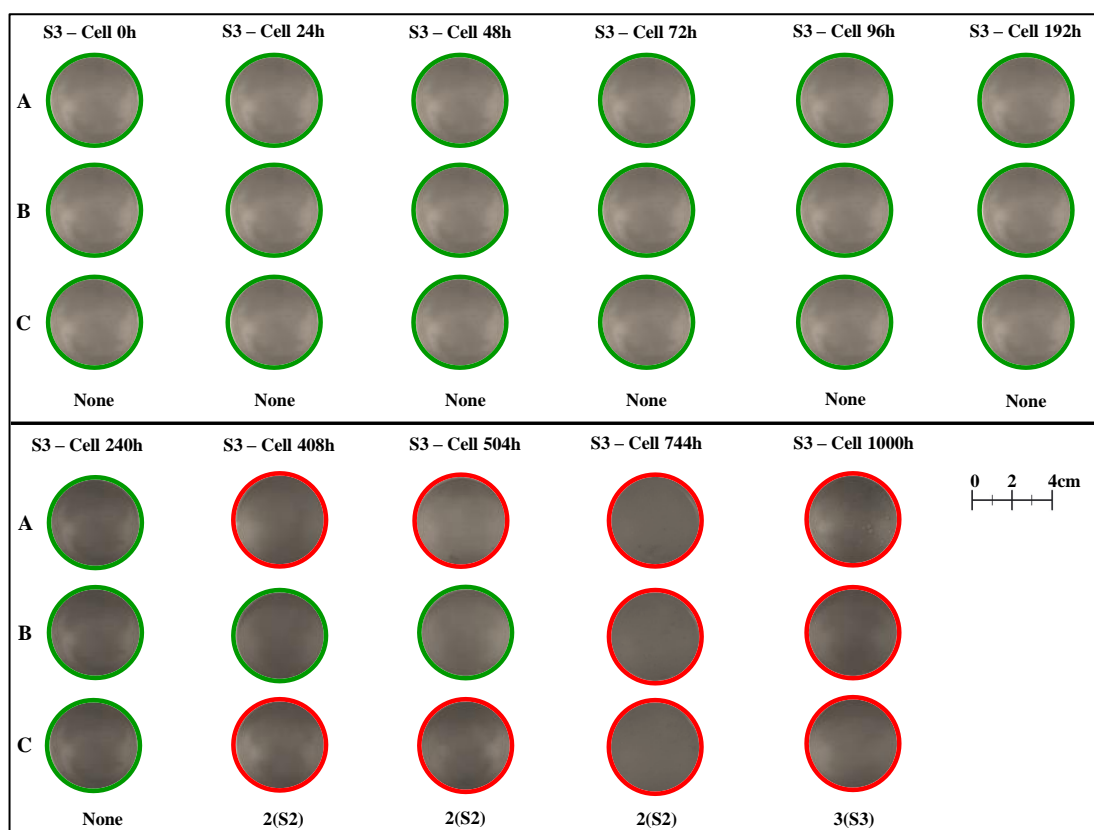 S3 – Cell 0h S3 – Cell 24h S3 – Cell 48h S3 – Cell 72h S3 – Cell 96h S3 – Cell 192h
A
B
C
None None None None None None
S3 – Cell 240h S3 – Cell 408h S3 – Cell 504h S3 – Cell 744h S3 – Cell 1000h
0 2 4cm
A
B
C
None 2(S2) 2(S2) 2(S2) 3(S3)